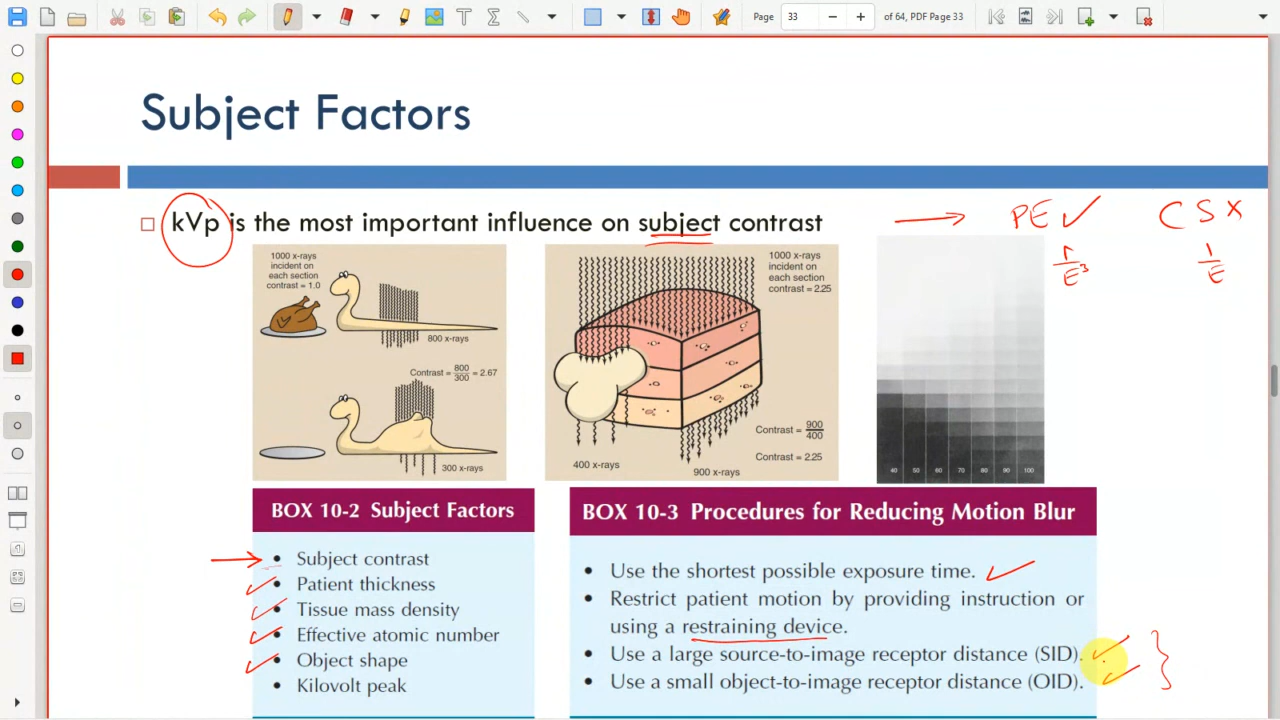 Page 33 of 64, PDF Page 33
Subject Factors
kVp is the most important influence on subject contrast
PE ✓ CS X
1/E³ 1/E
1000 x-rays
incident on
each section
contrast = 1.0
800 x-rays
Contrast = 800/300 = 2.67
300 x-rays
1000 x-rays
incident on
each section
contrast = 2.25
Contrast = 900/400
Contrast = 2.25
400 x-rays
900 x-rays
40 50 60 70 80 90 100
BOX 10-2 Subject Factors
• Subject contrast
• Patient thickness
• Tissue mass density
• Effective atomic number
• Object shape
• Kilovolt peak
BOX 10-3 Procedures for Reducing Motion Blur
• Use the shortest possible exposure time.
• Restrict patient motion by providing instruction or
using a restraining device.
• Use a large source-to-image receptor distance (SID).
• Use a small object-to-image receptor distance (OID).